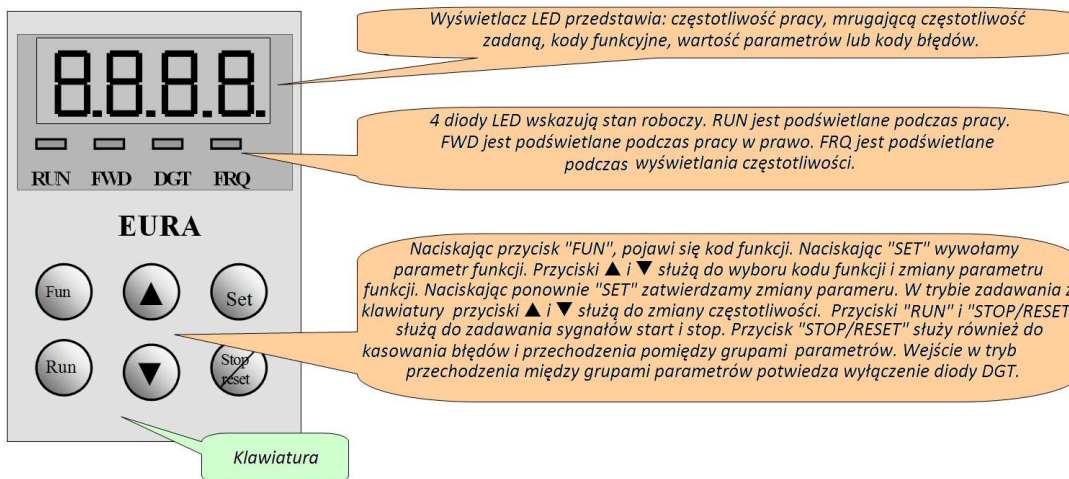 Wyświetlacz LED przedstawia: częstotliwość pracy, mrugającą częstotliwość
zadaną, kody funkcyjne, wartość parametrów lub kody błędów.
8.8.8.8.
4 diody LED wskazują stan roboczy. RUN jest podświetlane podczas pracy.
FWD jest podświetlane podczas pracy w prawo. FRQ jest podświetlane
podczas wyświetlania częstotliwości.
RUN FWD DGT FRQ
EURA
Naciskając przycisk "FUN", pojawi się kod funkcji. Naciskając "SET" wywołamy
parametr funkcji. Przyciski ▲ i ▼ służą do wyboru kodu funkcji i zmiany parametru
funkcji. Naciskając ponownie "SET" zatwierdzamy zmiany parameru. W trybie zadawania z
klawiatury przyciski ▲ i ▼ służą do zmiany częstotliwości. Przyciski "RUN" i "STOP/RESET"
służą do zadawania sygnałów start i stop. Przycisk "STOP/RESET" służy również do
kasowania błędów i przechodzenia pomiędzy grupami parametrów. Wejście w tryb
przechodzenia między grupami parametrów potwiedza wyłączenie diody DGT.
Fun ▲ Set
Run ▼ Stop
reset
Klawiatura